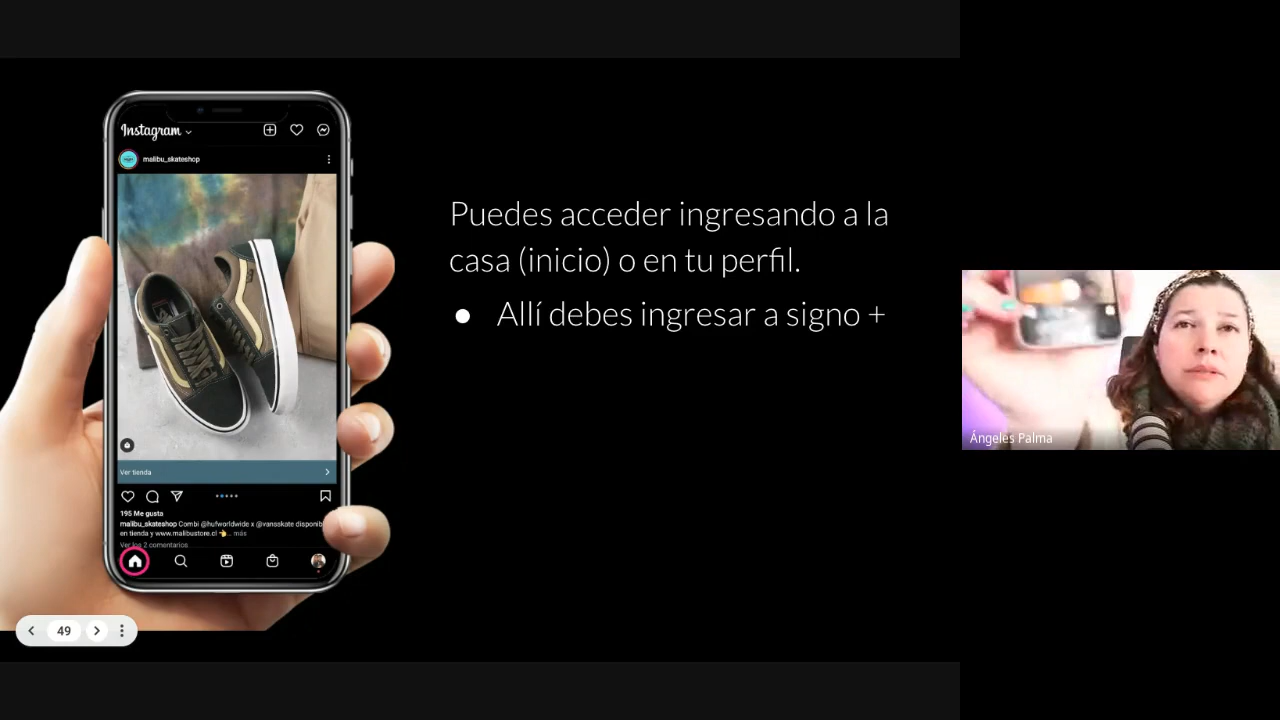 Instagram
malibu_skateshop
Ver tienda
195 Me gusta
malibu_skateshop Combi @hufworldwide x @vansskate disponib
en tienda y www.malibustore.cl 👈... más
Ver los 2 comentarios
Puedes acceder ingresando a la
casa (inicio) o en tu perfil.
● Allí debes ingresar a signo +
Ángeles Palma
49